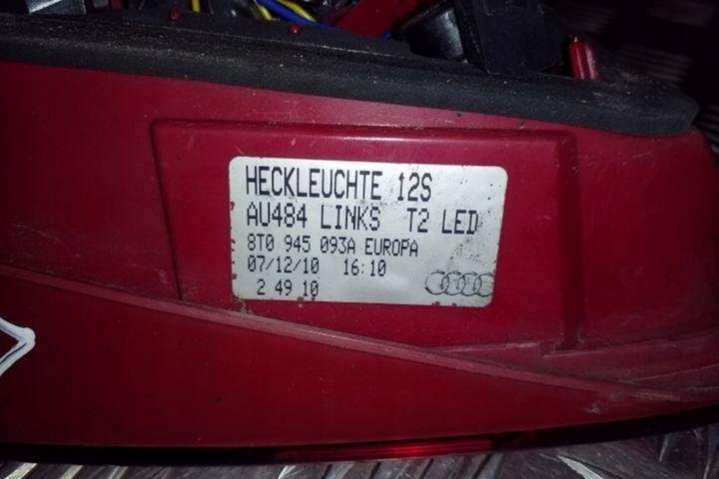 HECKLEUCHTE 12S
AU484 LINKS T2 LED
8T0 945 093A EUROPA
07/12/10 16:10
2 49 10